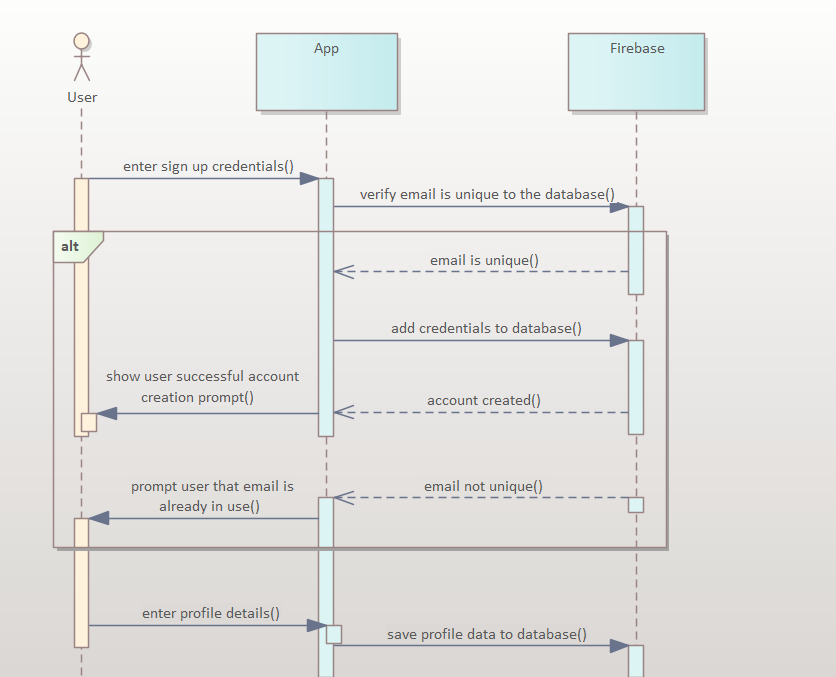 App
Firebase
User
enter sign up credentials()
verify email is unique to the database()
alt
email is unique()
add credentials to database()
show user successful account
creation prompt()
account created()
prompt user that email is
already in use()
email not unique()
enter profile details()
save profile data to database()